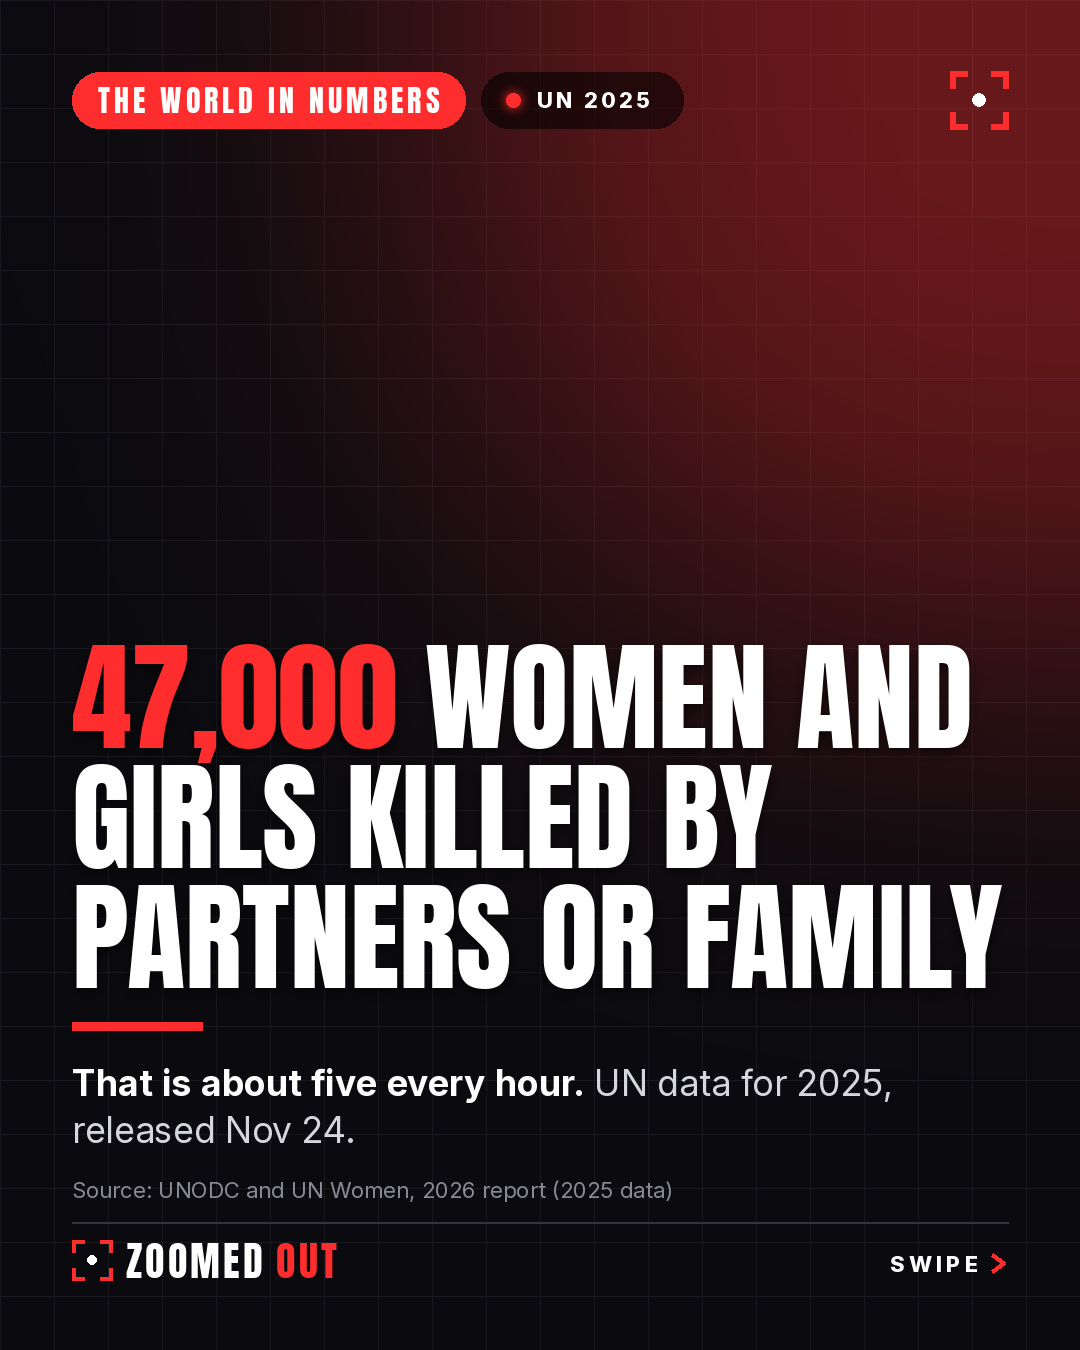 THE WORLD IN NUMBERS
UN 2025
47,000 WOMEN AND
GIRLS KILLED BY
PARTNERS OR FAMILY
That is about five every hour. UN data for 2025,
released Nov 24.
Source: UNODC and UN Women, 2026 report (2025 data)
ZOOMED OUT
SWIPE